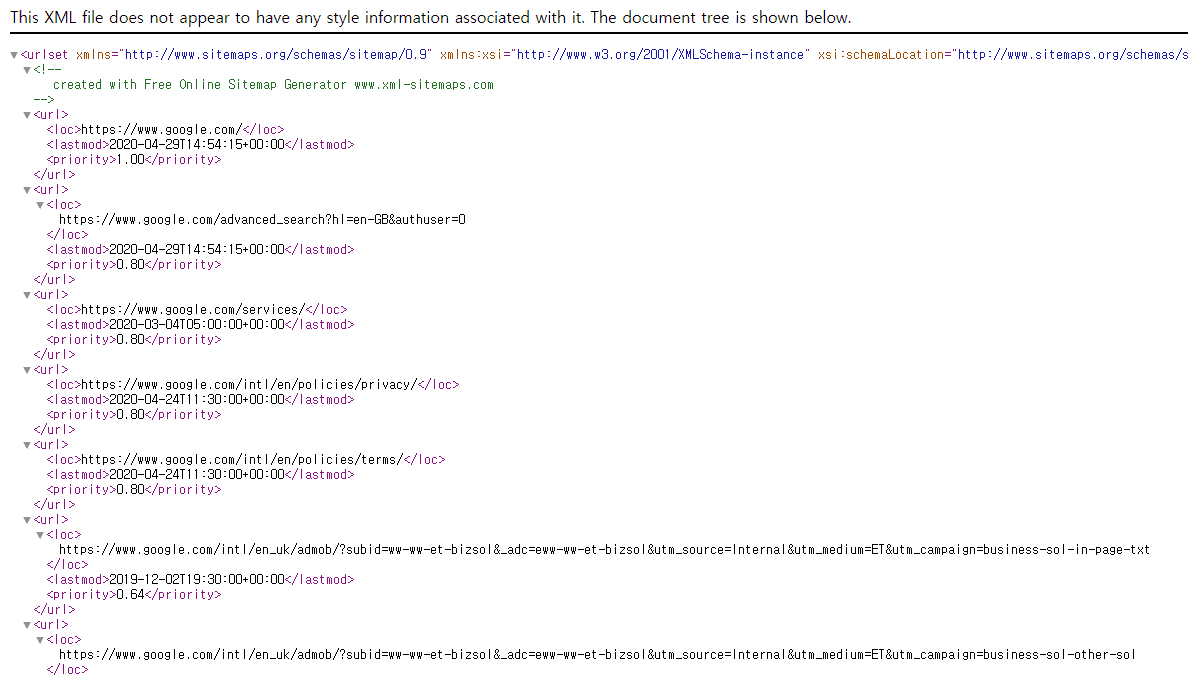 This XML file does not appear to have any style information associated with it. The document tree is shown below.
▼<urlset xmlns="http://www.sitemaps.org/schemas/sitemap/0.9" xmlns:xsi="http://www.w3.org/2001/XMLSchema-instance" xsi:schemaLocation="http://www.sitemaps.org/schemas/s
▼<!--
created with Free Online Sitemap Generator www.xml-sitemaps.com
-->
▼<url>
<loc>https://www.google.com/</loc>
<lastmod>2020-04-29T14:54:15+00:00</lastmod>
<priority>1.00</priority>
</url>
▼<url>
▼<loc>
https://www.google.com/advanced_search?hl=en-GB&authuser=0
</loc>
<lastmod>2020-04-29T14:54:15+00:00</lastmod>
<priority>0.80</priority>
</url>
▼<url>
<loc>https://www.google.com/services/</loc>
<lastmod>2020-03-04T05:00:00+00:00</lastmod>
<priority>0.80</priority>
</url>
▼<url>
<loc>https://www.google.com/intl/en/policies/privacy/</loc>
<lastmod>2020-04-24T11:30:00+00:00</lastmod>
<priority>0.80</priority>
</url>
▼<url>
<loc>https://www.google.com/intl/en/policies/terms/</loc>
<lastmod>2020-04-24T11:30:00+00:00</lastmod>
<priority>0.80</priority>
</url>
▼<url>
▼<loc>
https://www.google.com/intl/en_uk/admob/?subid=ww-ww-et-bizsol&_adc=eww-ww-et-bizsol&utm_source=Internal&utm_medium=ET&utm_campaign=business-sol-in-page-txt
</loc>
<lastmod>2019-12-02T19:30:00+00:00</lastmod>
<priority>0.64</priority>
</url>
▼<url>
▼<loc>
https://www.google.com/intl/en_uk/admob/?subid=ww-ww-et-bizsol&_adc=eww-ww-et-bizsol&utm_source=Internal&utm_medium=ET&utm_campaign=business-sol-other-sol
</loc>